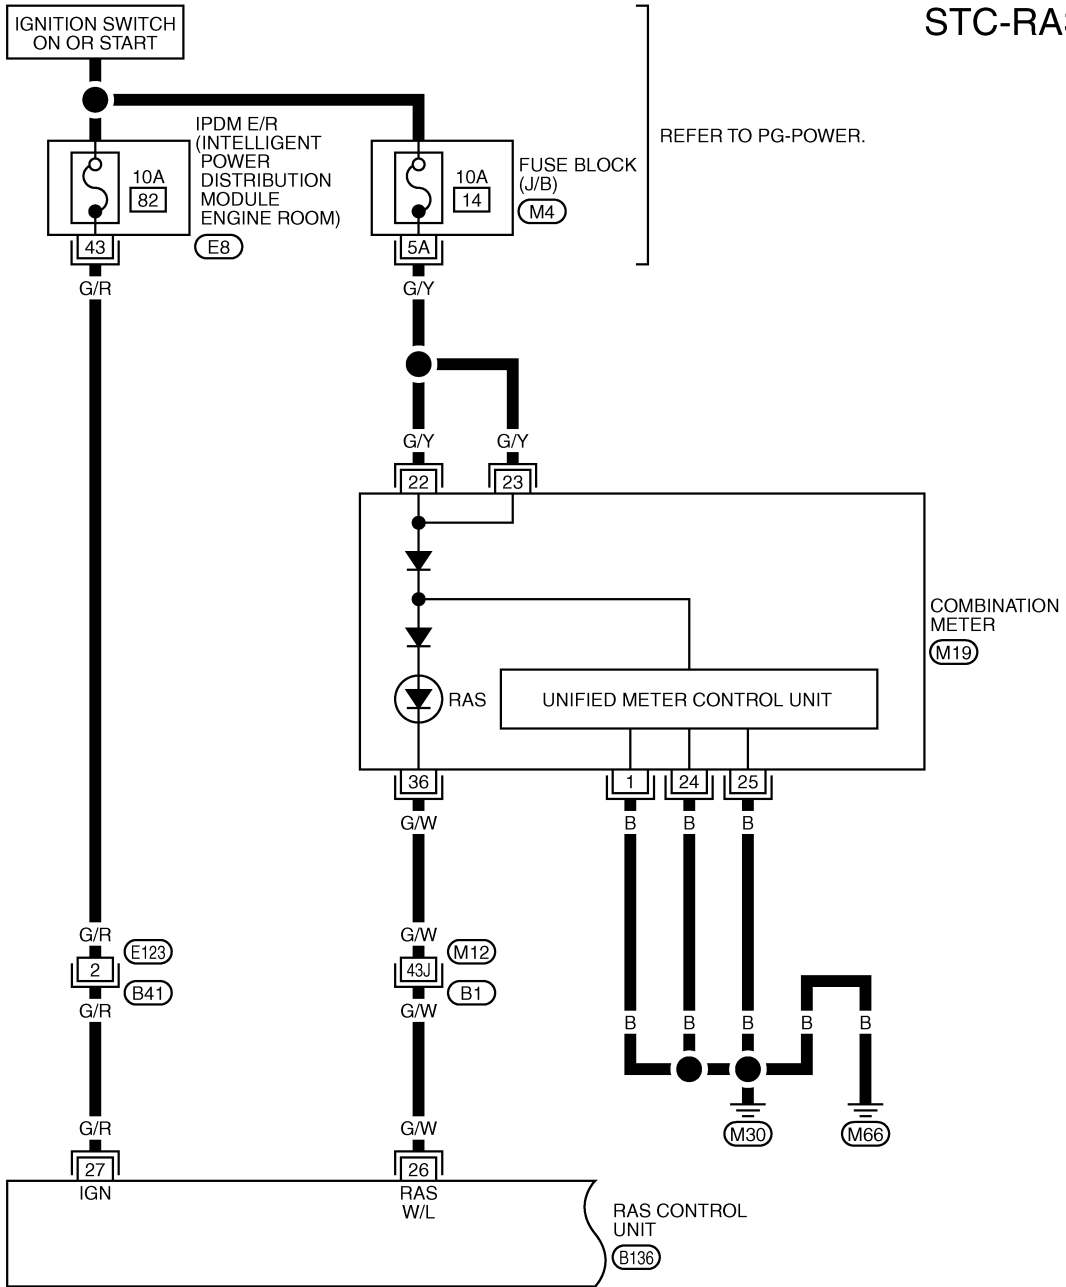 STC-RAS
IGNITION SWITCH
ON OR START
IPDM E/R
(INTELLIGENT
POWER
DISTRIBUTION
MODULE
ENGINE ROOM)
E8
10A
82
43
10A
14
5A
FUSE BLOCK
(J/B)
M4
REFER TO PG-POWER.
G/R
G/Y
G/Y
G/Y
22
23
COMBINATION
METER
M19
RAS
UNIFIED METER CONTROL UNIT
36
1
24
25
G/W
B
B
B
G/R
E123
2
B41
G/R
G/W
M12
43J
B1
G/W
B
B
B
B
B
M30
M66
G/R
G/W
27
26
IGN
RAS
W/L
RAS CONTROL
UNIT
B136